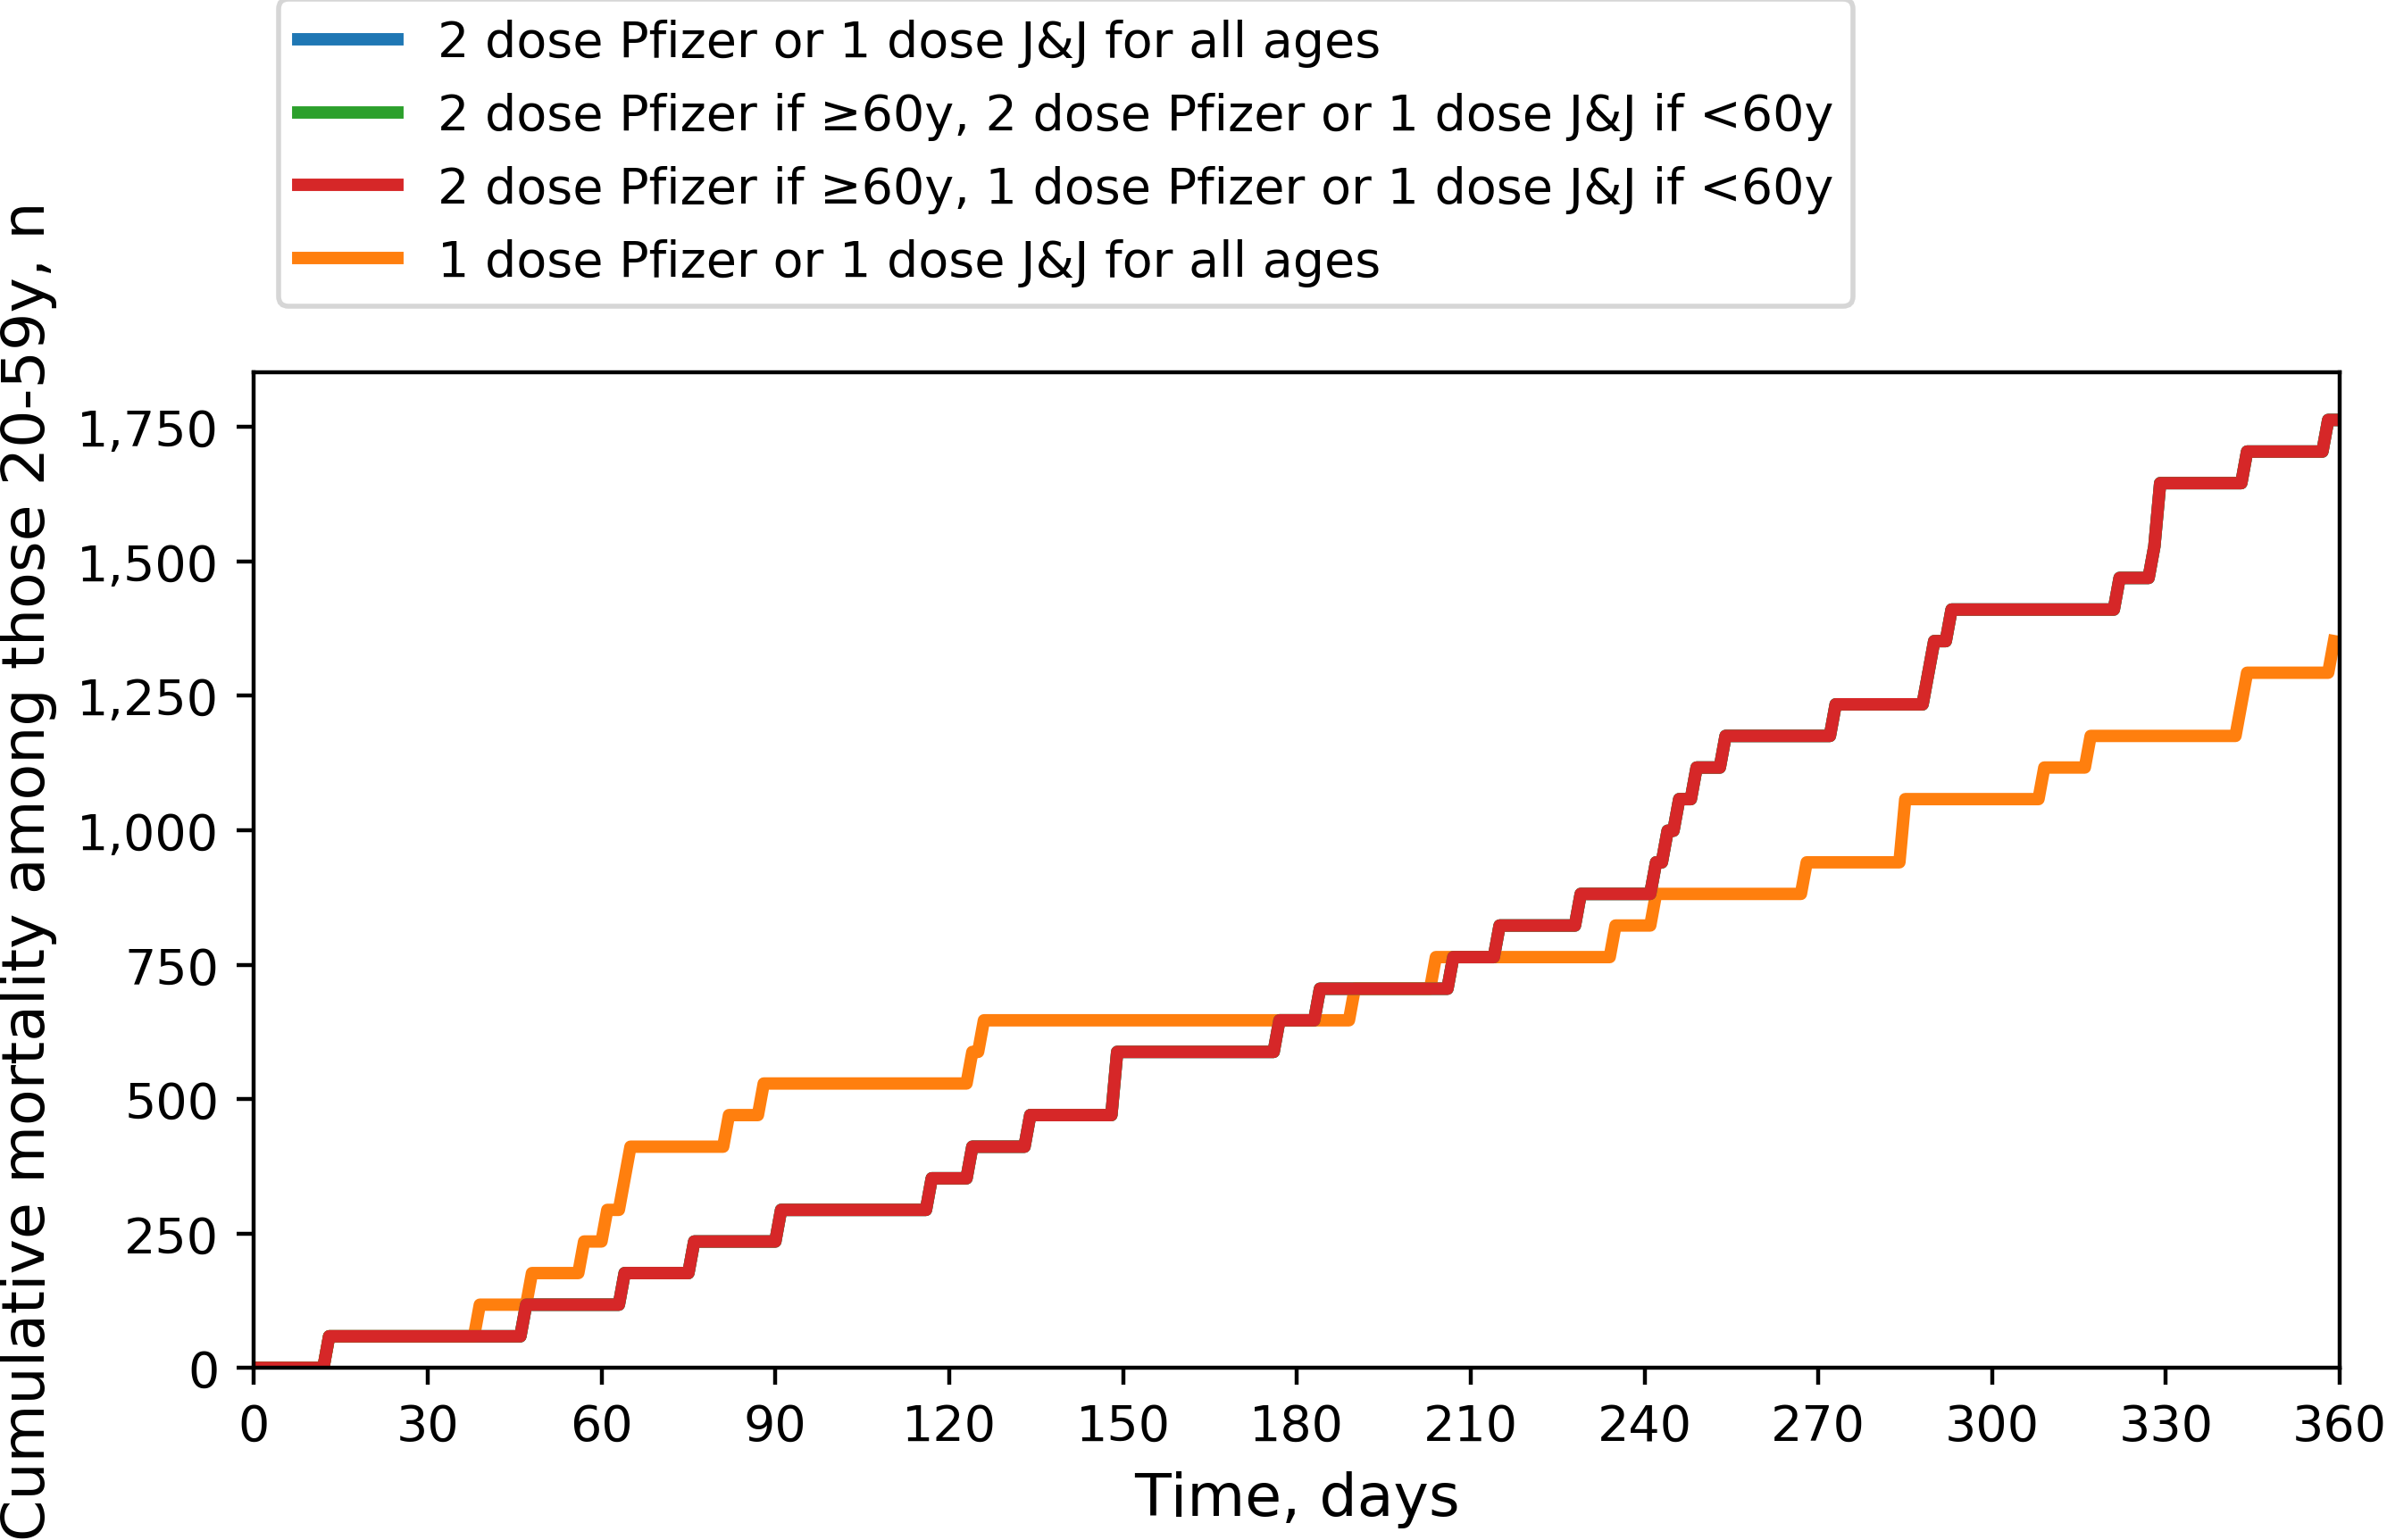 2 dose Pfizer or 1 dose J&J for all ages
2 dose Pfizer if ≥60y, 2 dose Pfizer or 1 dose J&J if <60y
2 dose Pfizer if ≥60y, 1 dose Pfizer or 1 dose J&J if <60y
1 dose Pfizer or 1 dose J&J for all ages
Cumulative mortality among those 20-59y, n
1,750
1,500
1,250
1,000
750
500
250
0
0 30 60 90 120 150 180 210 240 270 300 330 360
Time, days